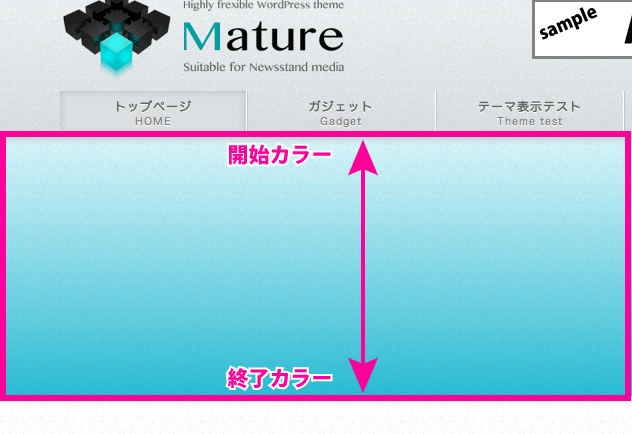 Highly frexible WordPress theme
Mature
Suitable for Newsstand media
sample
トップページ
HOME
ガジェット
Gadget
テーマ表示テスト
Theme test
開始カラー
終了カラー